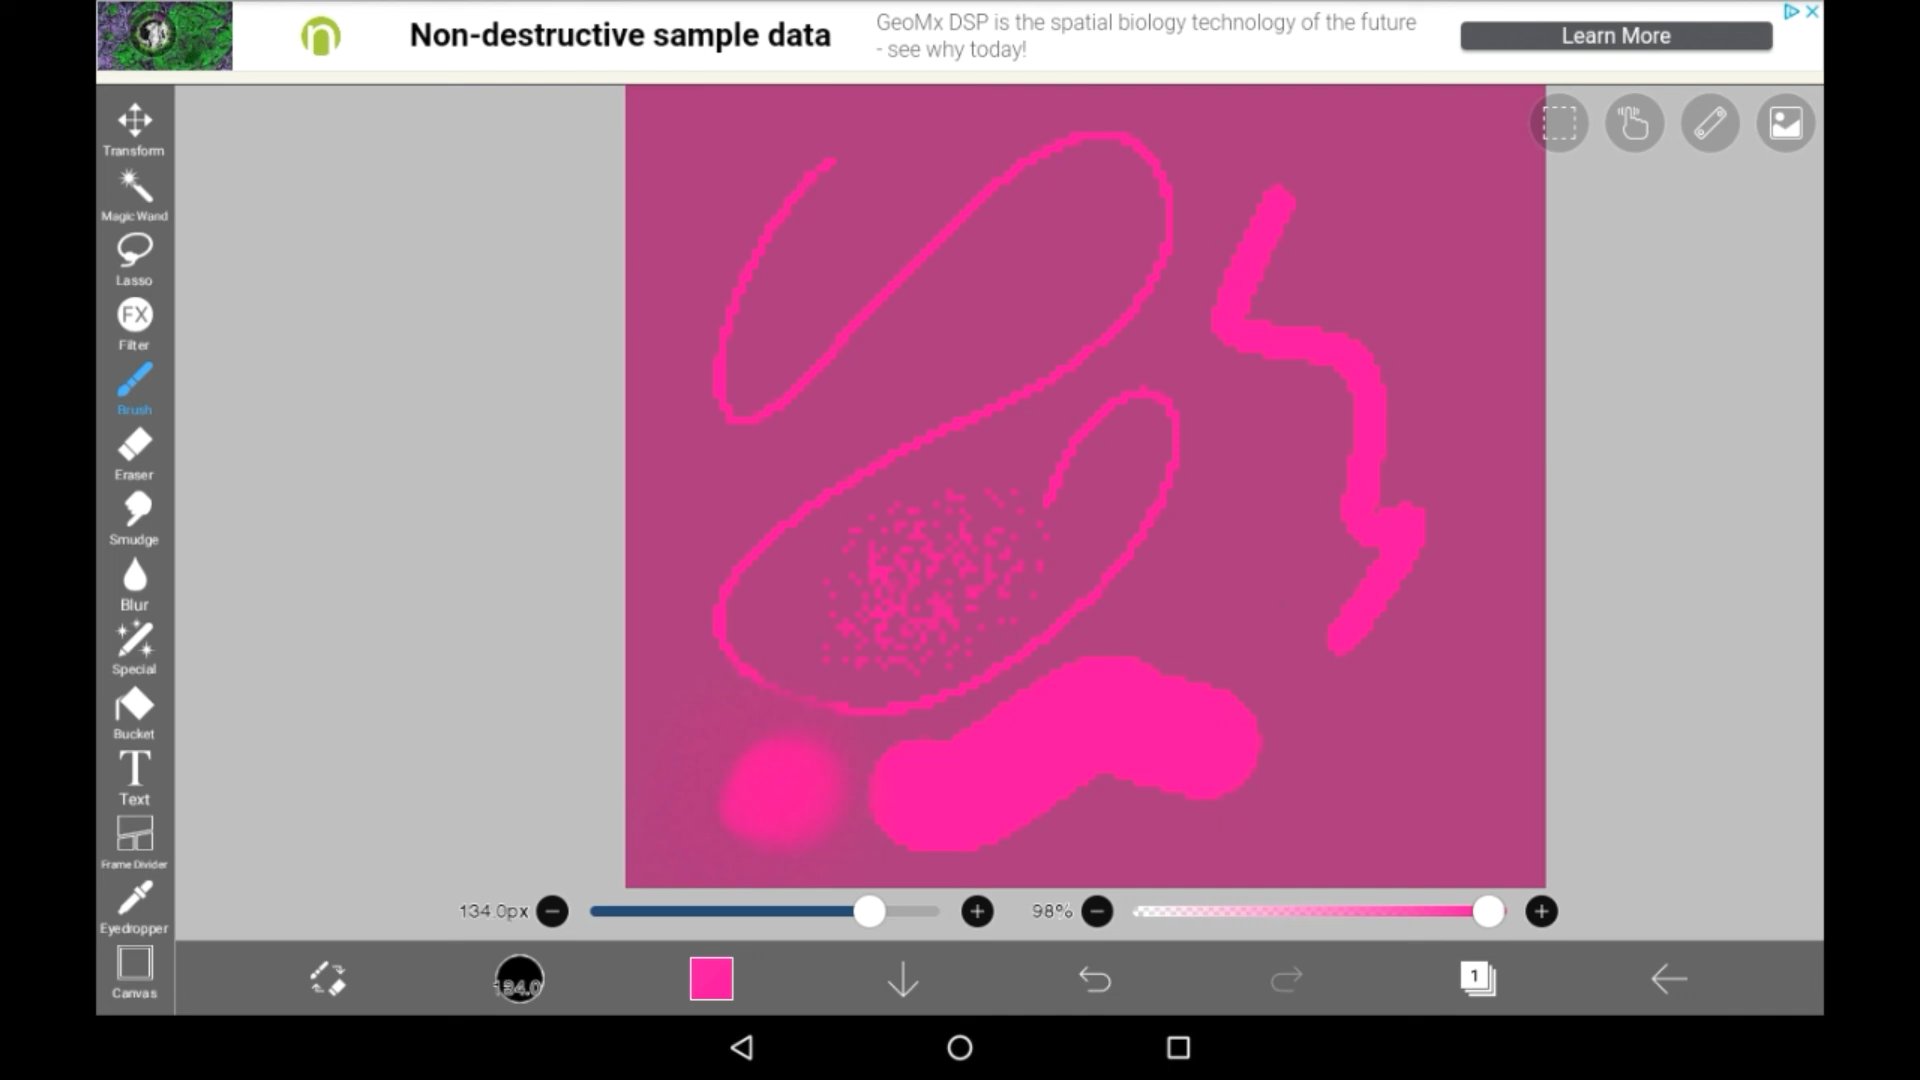 Non-destructive sample data
GeoMx DSP is the spatial biology technology of the future
- see why today!
Learn More
Transform
Magic Wand
Lasso
FX
Filter
Brush
Eraser
Smudge
Blur
Special
Bucket
T
Text
Frame Divider
Eyedropper
Canvas
134.0px
98%
134.0
1